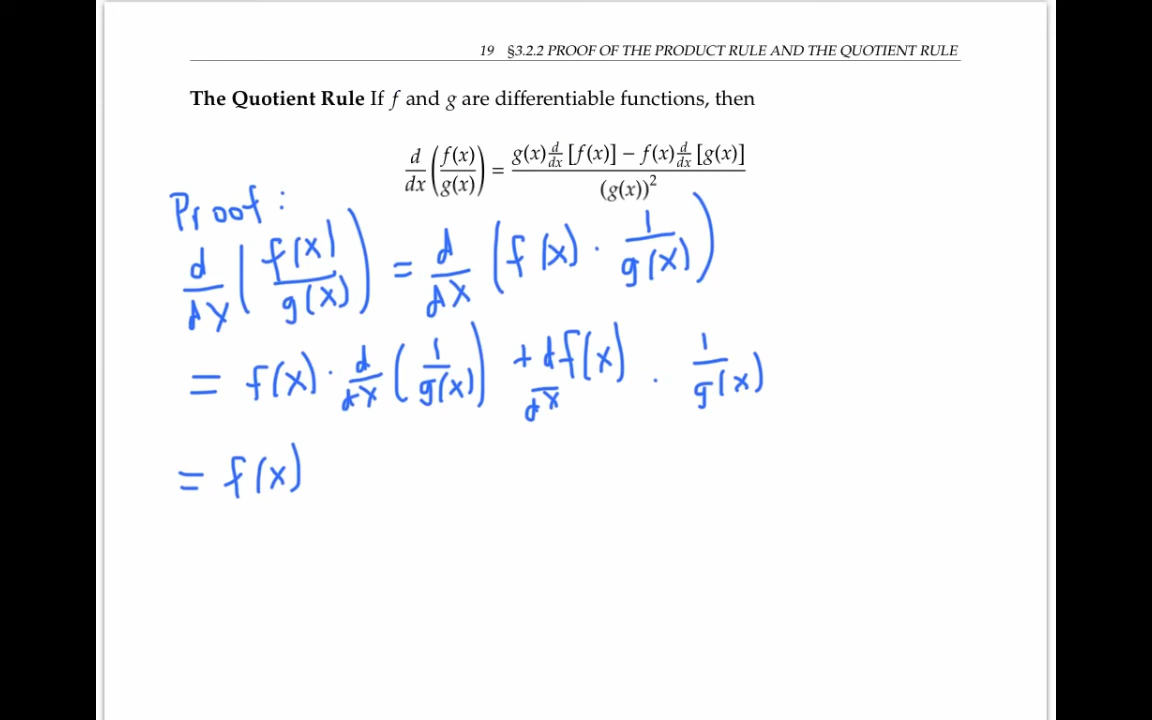 19 §3.2.2 PROOF OF THE PRODUCT RULE AND THE QUOTIENT RULE
The Quotient Rule If f and g are differentiable functions, then
d/dx (f(x)/g(x)) = (g(x) d/dx [f(x)] − f(x) d/dx [g(x)]) / (g(x))²
Proof:
d/dx (f(x)/g(x)) = d/dx (f(x) · 1/g(x))
= f(x) · d/dx (1/g(x)) + d/dx f(x) · 1/g(x)
= f(x)